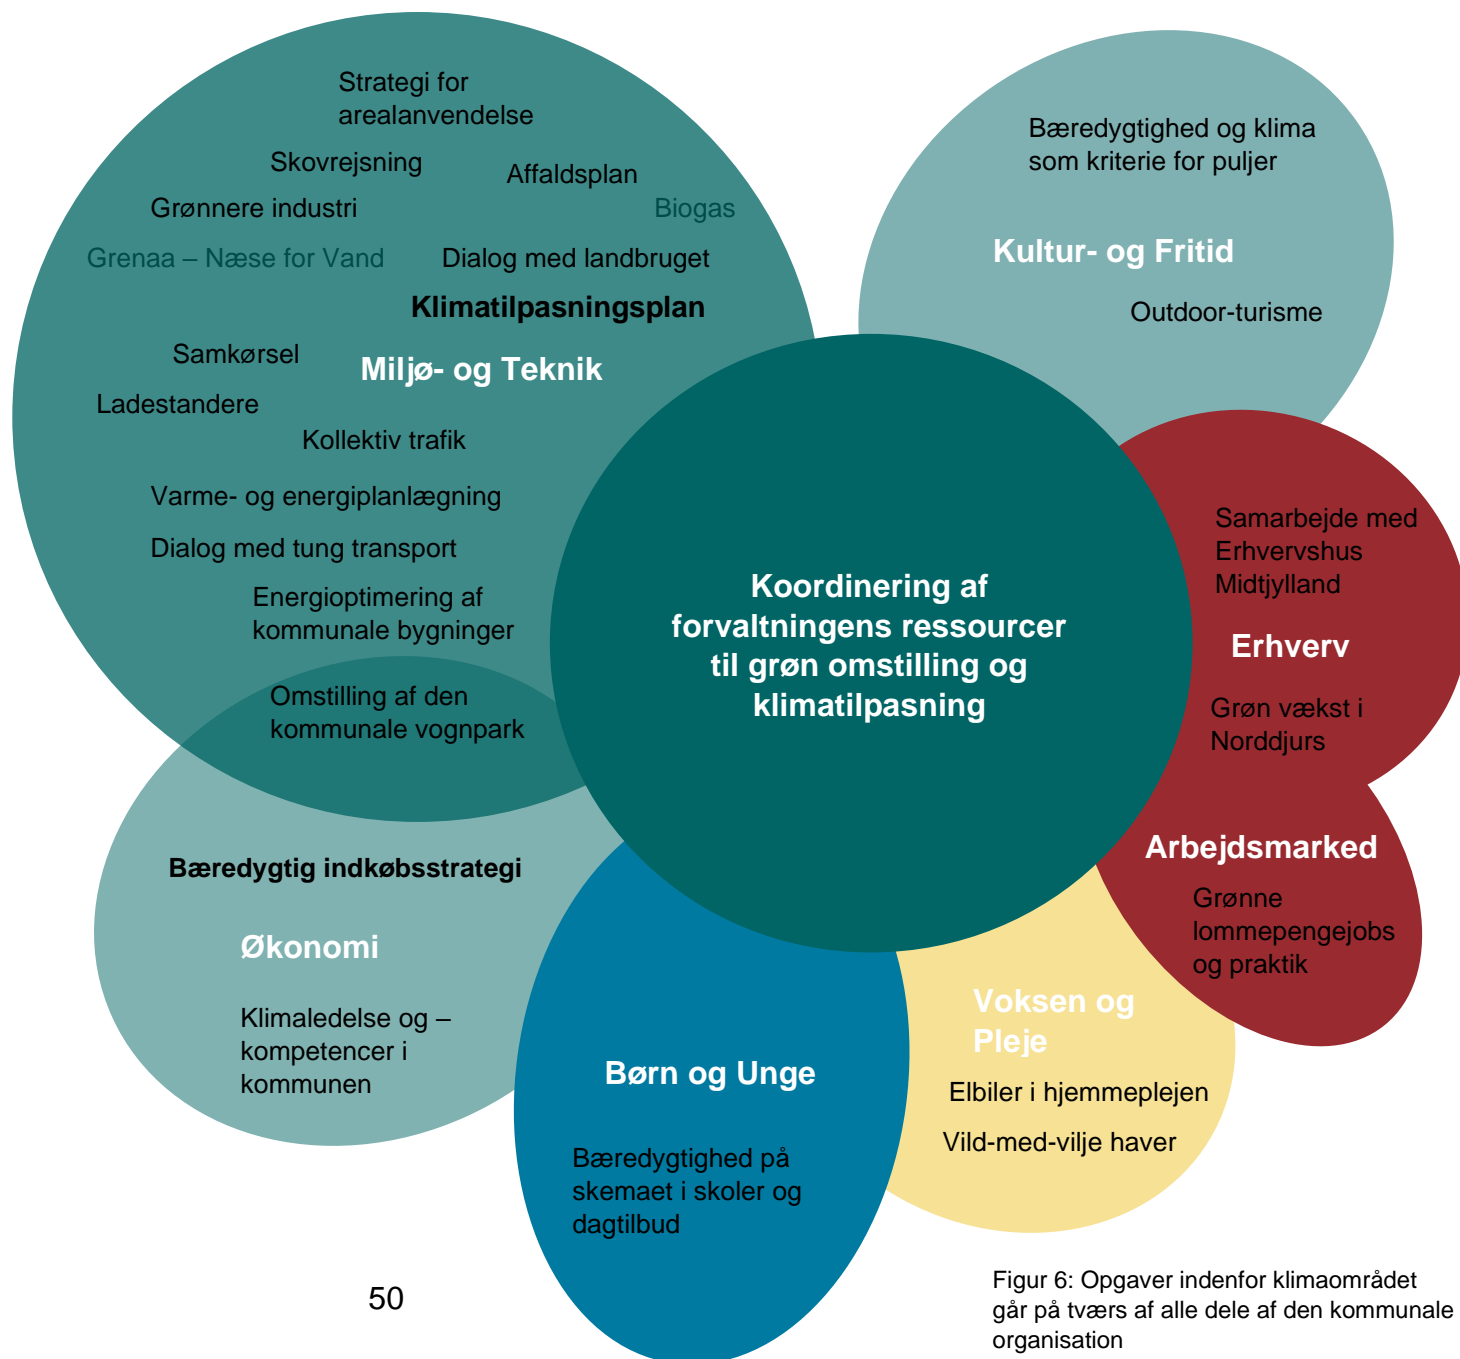 Strategi for
arealanvendelse
Skovrejsning
Affaldsplan
Grønnere industri
Biogas
Grenaa – Næse for Vand
Dialog med landbruget
Klimatilpasningsplan
Samkørsel
Miljø- og Teknik
Ladestandere
Kollektiv trafik
Varme- og energiplanlægning
Dialog med tung transport
Energioptimering af
kommunale bygninger
Omstilling af den
kommunale vognpark
Bæredygtig indkøbsstrategi
Økonomi
Klimaledelse og –
kompetencer i
kommunen
Koordinering af
forvaltningens ressourcer
til grøn omstilling og
klimatilpasning
Bæredygtighed og klima
som kriterie for puljer
Kultur- og Fritid
Outdoor-turisme
Samarbejde med
Erhvervshus
Midtjylland
Erhverv
Grøn vækst i
Norddjurs
Arbejdsmarked
Grønne
lommepengejobs
og praktik
Voksen og
Pleje
Elbiler i hjemmeplejen
Vild-med-vilje haver
Børn og Unge
Bæredygtighed på
skemaet i skoler og
dagtilbud
50
Figur 6: Opgaver indenfor klimaområdet
går på tværs af alle dele af den kommunale
organisation